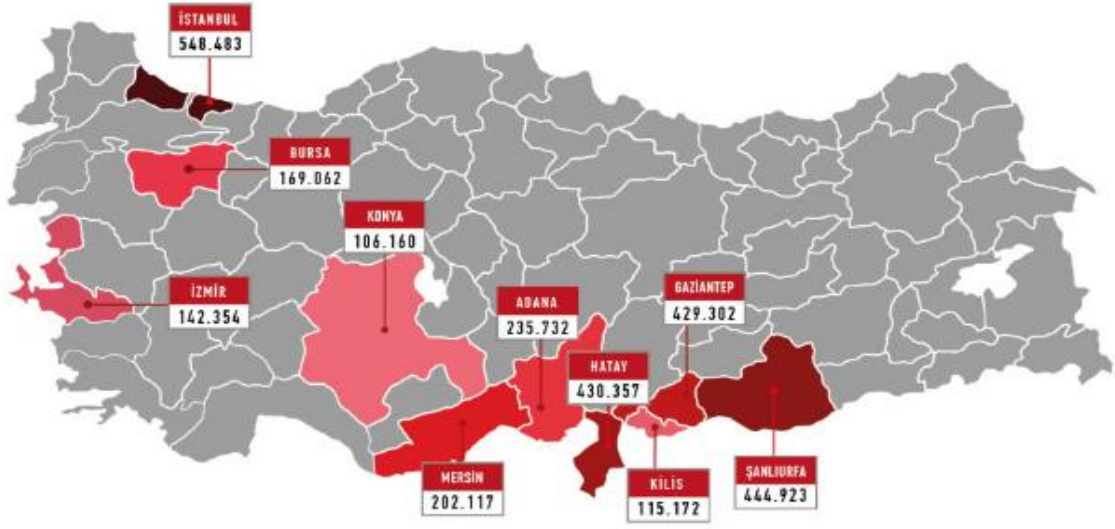 İSTANBUL
548.483
BURSA
169.062
KONYA
106.160
İZMİR
142.354
ADANA
235.732
GAZİANTEP
429.302
HATAY
430.357
MERSİN
202.117
KİLİS
115.172
ŞANLIURFA
444.923